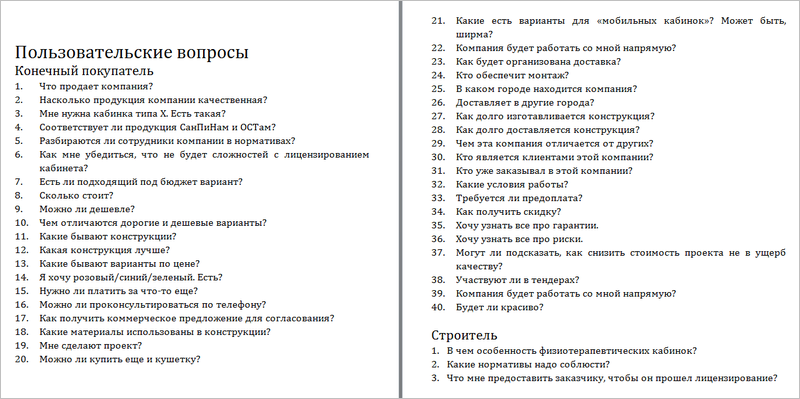 Пользовательские вопросы
Конечный покупатель
1. Что продает компания?
2. Насколько продукция компании качественная?
3. Мне нужна кабинка типа X. Есть такая?
4. Соответствует ли продукция СанПиНам и ОСТам?
5. Разбираются ли сотрудники компании в нормативах?
6. Как мне убедиться, что не будет сложностей с лицензированием
кабинета?
7. Есть ли подходящий под бюджет вариант?
8. Сколько стоит?
9. Можно ли дешевле?
10. Чем отличаются дорогие и дешевые варианты?
11. Какие бывают конструкции?
12. Какая конструкция лучше?
13. Какие бывают варианты по цене?
14. Я хочу розовый/синий/зеленый. Есть?
15. Нужно ли платить за что-то еще?
16. Можно ли проконсультироваться по телефону?
17. Как получить коммерческое предложение для согласования?
18. Какие материалы использованы в конструкции?
19. Мне сделают проект?
20. Можно ли купить еще и кушетку?
21. Какие есть варианты для «мобильных кабинок»? Может быть,
ширма?
22. Компания будет работать со мной напрямую?
23. Как будет организована доставка?
24. Кто обеспечит монтаж?
25. В каком городе находится компания?
26. Доставляет в другие города?
27. Как долго изготавливается конструкция?
28. Как долго доставляется конструкция?
29. Чем эта компания отличается от других?
30. Кто является клиентами этой компании?
31. Кто уже заказывал в этой компании?
32. Какие условия работы?
33. Требуется ли предоплата?
34. Как получить скидку?
35. Хочу узнать все про гарантии.
36. Хочу узнать все про риски.
37. Могут ли подсказать, как снизить стоимость проекта не в ущерб
качеству?
38. Участвуют ли в тендерах?
39. Компания будет работать со мной напрямую?
40. Будет ли красиво?
Строитель
1. В чем особенность физиотерапевтических кабинок?
2. Какие нормативы надо соблюсти?
3. Что мне предоставить заказчику, чтобы он прошел лицензирование?